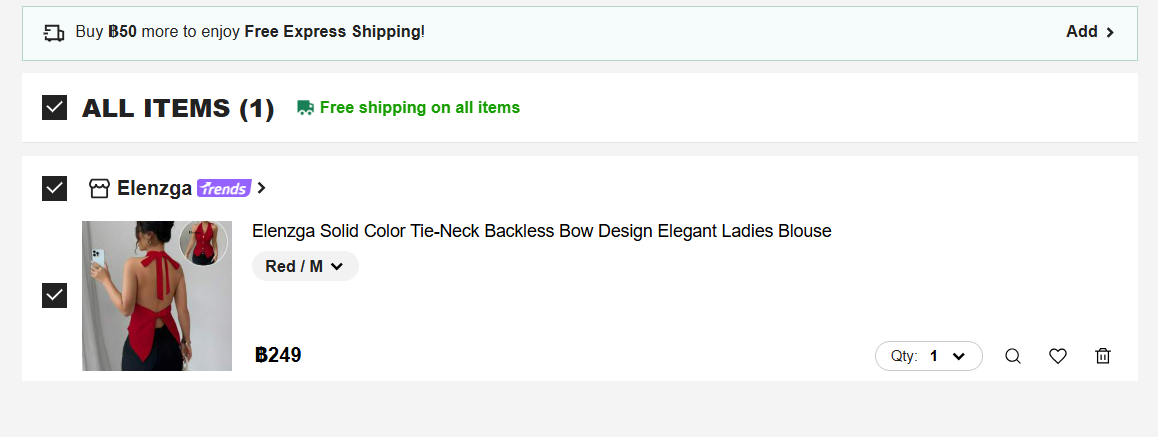 Buy ฿50 more to enjoy Free Express Shipping!
Add
ALL ITEMS (1)
Free shipping on all items
Elenzga Trends
Elenzga Solid Color Tie-Neck Backless Bow Design Elegant Ladies Blouse
Red / M
฿249
Qty: 1